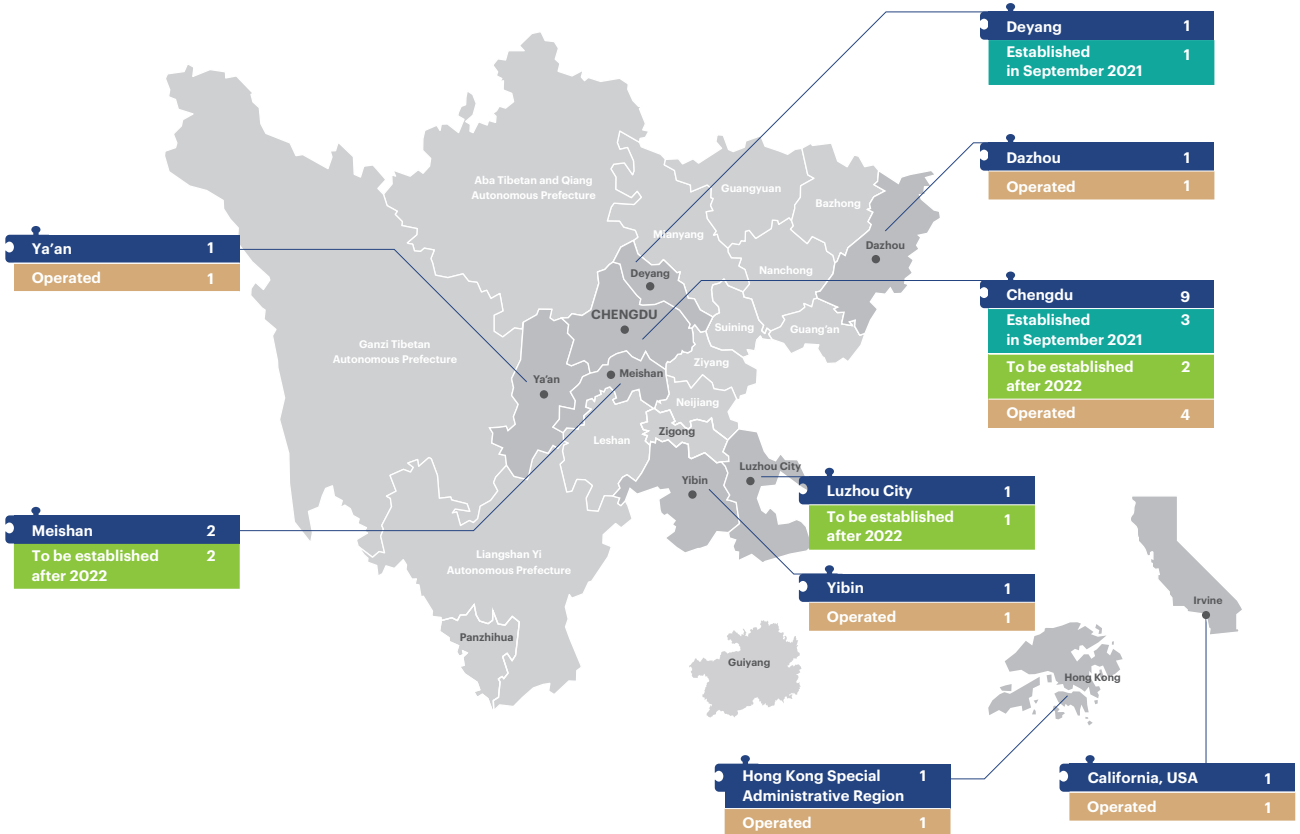 Deyang 1
Established 1
in September 2021
Dazhou 1
Operated 1
Aba Tibetan and Qiang
Autonomous Prefecture
Guangyuan
Bazhong
Mianyang
Dazhou
Ya'an 1
Operated 1
Deyang
Nanchong
Chengdu 9
Established 3
in September 2021
To be established 2
after 2022
Operated 4
CHENGDU
Suining
Guang'an
Ganzi Tibetan
Autonomous Prefecture
Ziyang
Ya'an
Meishan
Neijiang
Zigong
Leshan
Luzhou City
Yibin
Luzhou City 1
To be established 1
after 2022
Meishan 2
To be established 2
after 2022
Liangshan Yi
Autonomous Prefecture
Yibin 1
Operated 1
Irvine
Panzhihua
Guiyang
Hong Kong
Hong Kong Special 1
Administrative Region
Operated 1
California, USA 1
Operated 1